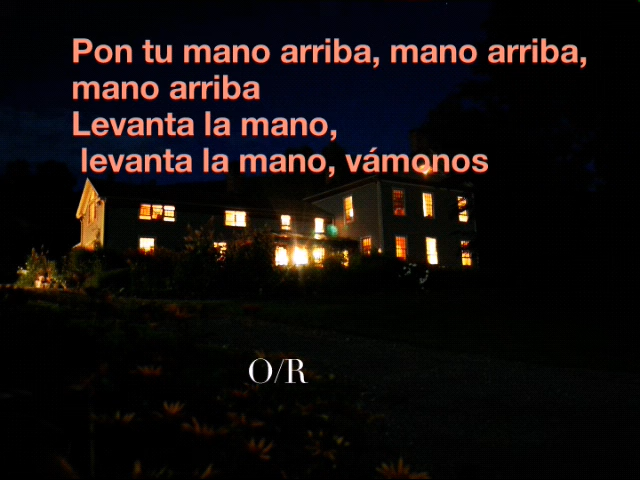 Pon tu mano arriba, mano arriba,
mano arriba
Levanta la mano,
levanta la mano, vámonos
O/R